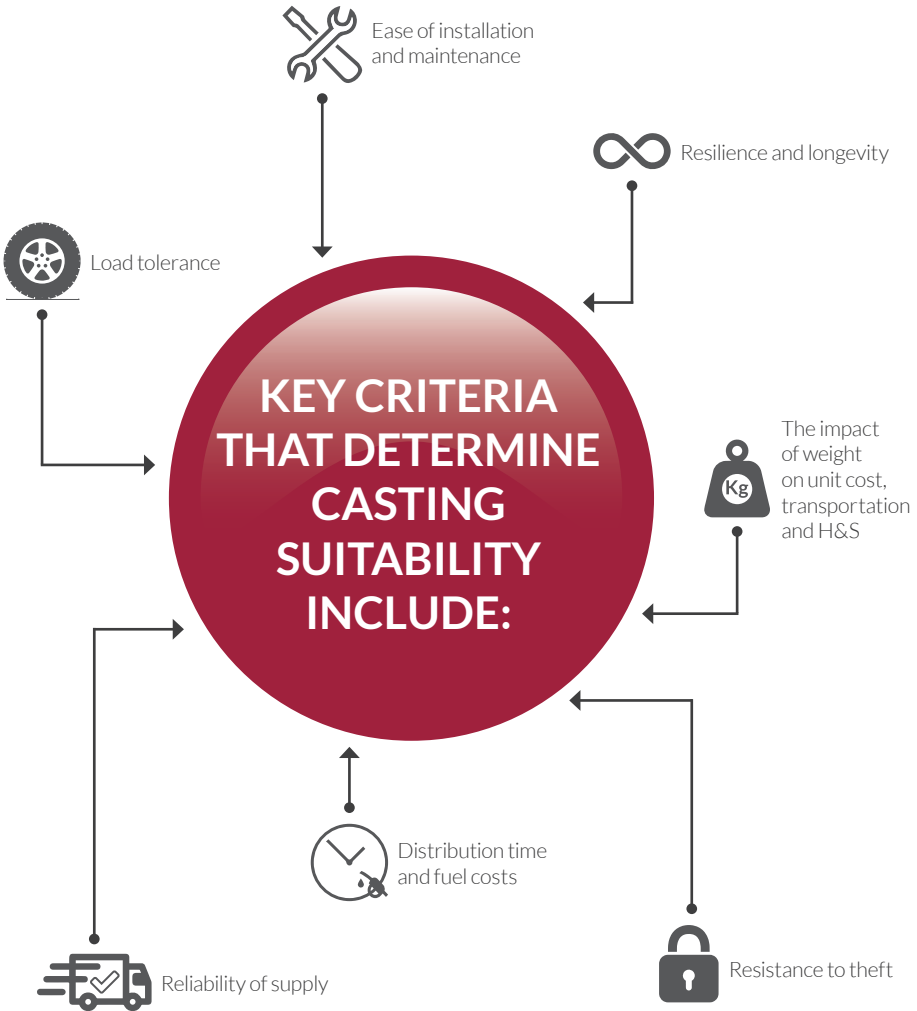 Ease of installation
and maintenance
Resilience and longevity
Load tolerance
KEY CRITERIA
THAT DETERMINE
CASTING
SUITABILITY
INCLUDE:
The impact
of weight
on unit cost,
transportation
and H&S
Kg
Distribution time
and fuel costs
Resistance to theft
Reliability of supply